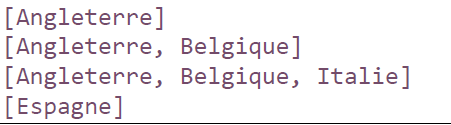 [Angleterre]
[Angleterre, Belgique]
[Angleterre, Belgique, Italie]
[Espagne]